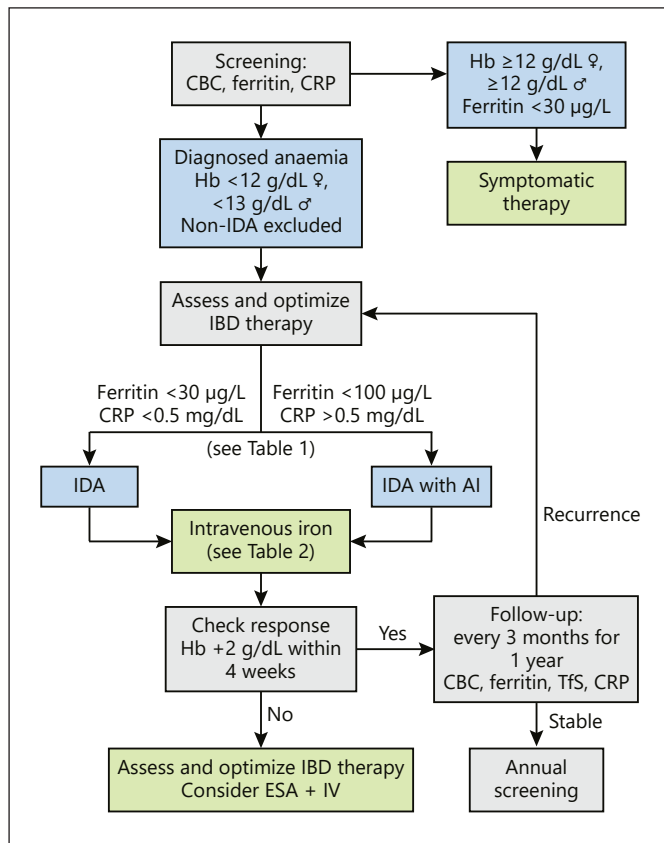 Screening:
CBC, ferritin, CRP
Hb ≥12 g/dL ♀,
≥12 g/dL ♂
Ferritin <30 µg/L
Symptomatic
therapy
Diagnosed anaemia
Hb <12 g/dL ♀,
<13 g/dL ♂
Non-IDA excluded
Assess and optimize
IBD therapy
Ferritin <30 µg/L
CRP <0.5 mg/dL
Ferritin <100 µg/L
CRP >0.5 mg/dL
(see Table 1)
IDA
IDA with AI
Intravenous iron
(see Table 2)
Recurrence
Check response
Hb +2 g/dL within
4 weeks
Yes
Follow-up:
every 3 months for
1 year
CBC, ferritin, TfS, CRP
No
Stable
Assess and optimize IBD therapy
Consider ESA + IV
Annual
screening